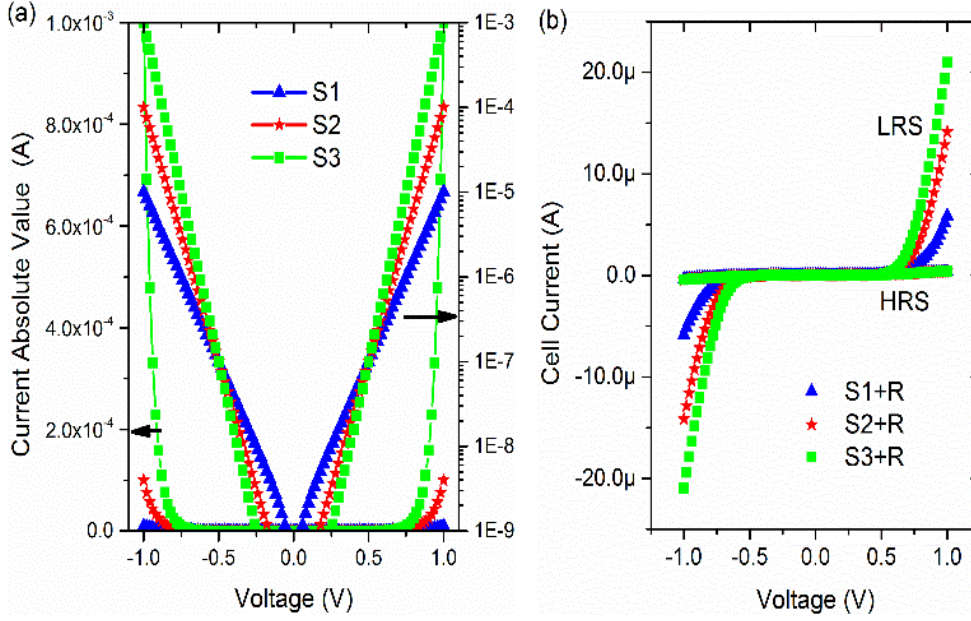 (a)
1.0x10⁻³
8.0x10⁻⁴
6.0x10⁻⁴
4.0x10⁻⁴
2.0x10⁻⁴
0.0
Current Absolute Value (A)
S1
S2
S3
1E-3
1E-4
1E-5
1E-6
1E-7
1E-8
1E-9
-1.0
-0.5
0.0
0.5
1.0
Voltage (V)
(b)
20.0µ
10.0µ
0.0
-10.0µ
-20.0µ
Cell Current (A)
LRS
HRS
S1+R
S2+R
S3+R
-1.0
-0.5
0.0
0.5
1.0
Voltage (V)